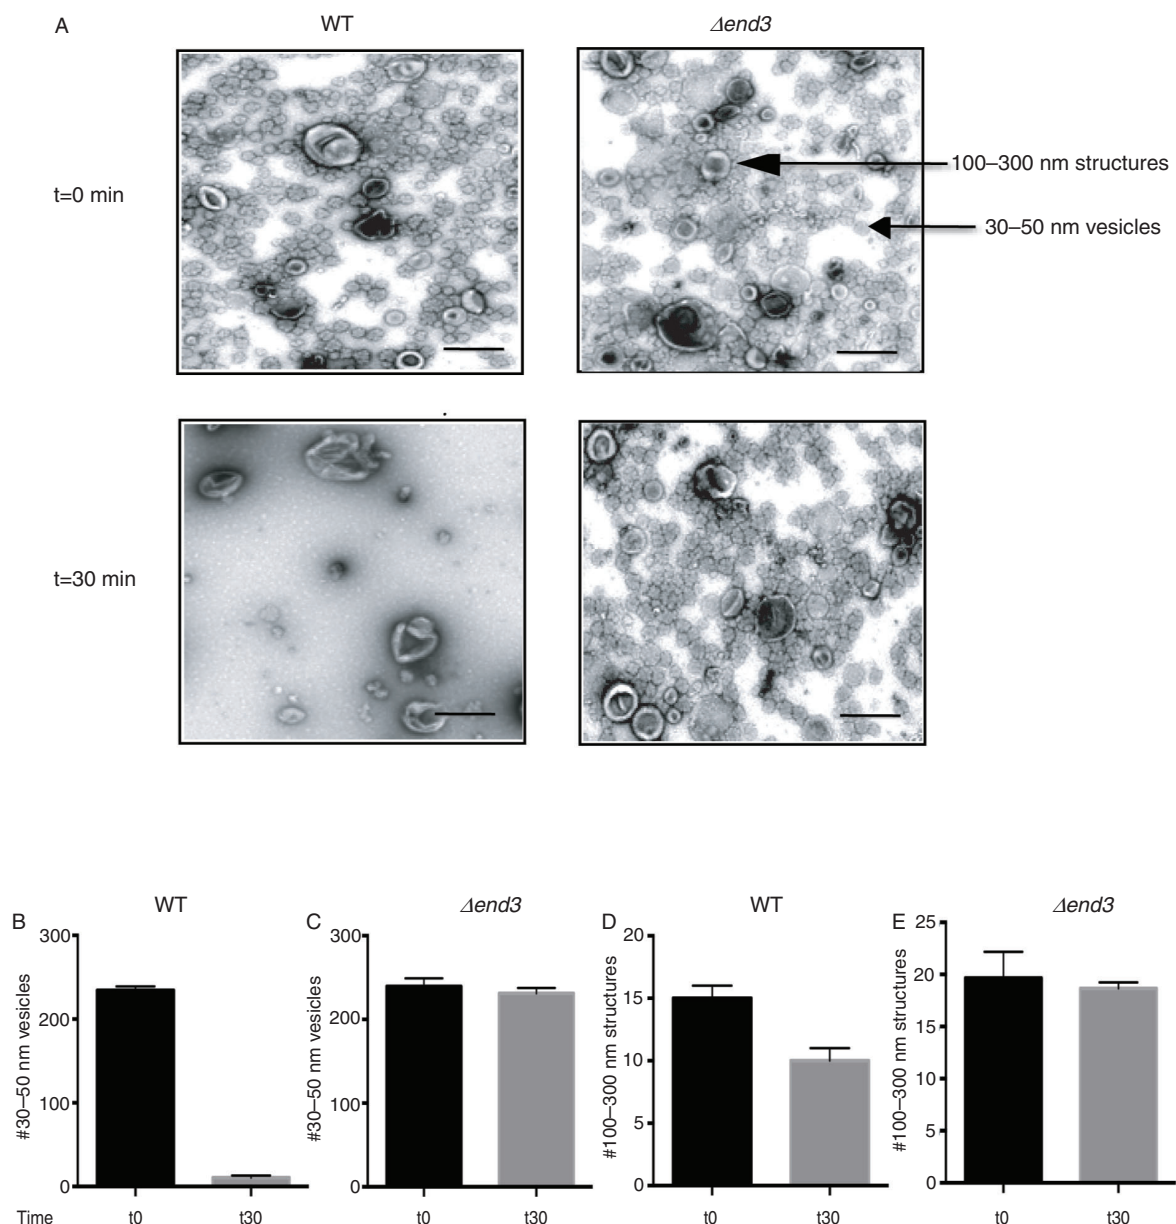 A
WT
Δend3
t=0 min
100–300 nm structures
30–50 nm vesicles
t=30 min
B
WT
#30–50 nm vesicles
300
200
100
0
Time
t0
t30
C
Δend3
#30–50 nm vesicles
300
200
100
0
t0
t30
D
WT
#100–300 nm structures
20
15
10
5
0
t0
t30
E
Δend3
#100–300 nm structures
25
20
15
10
5
0
t0
t30